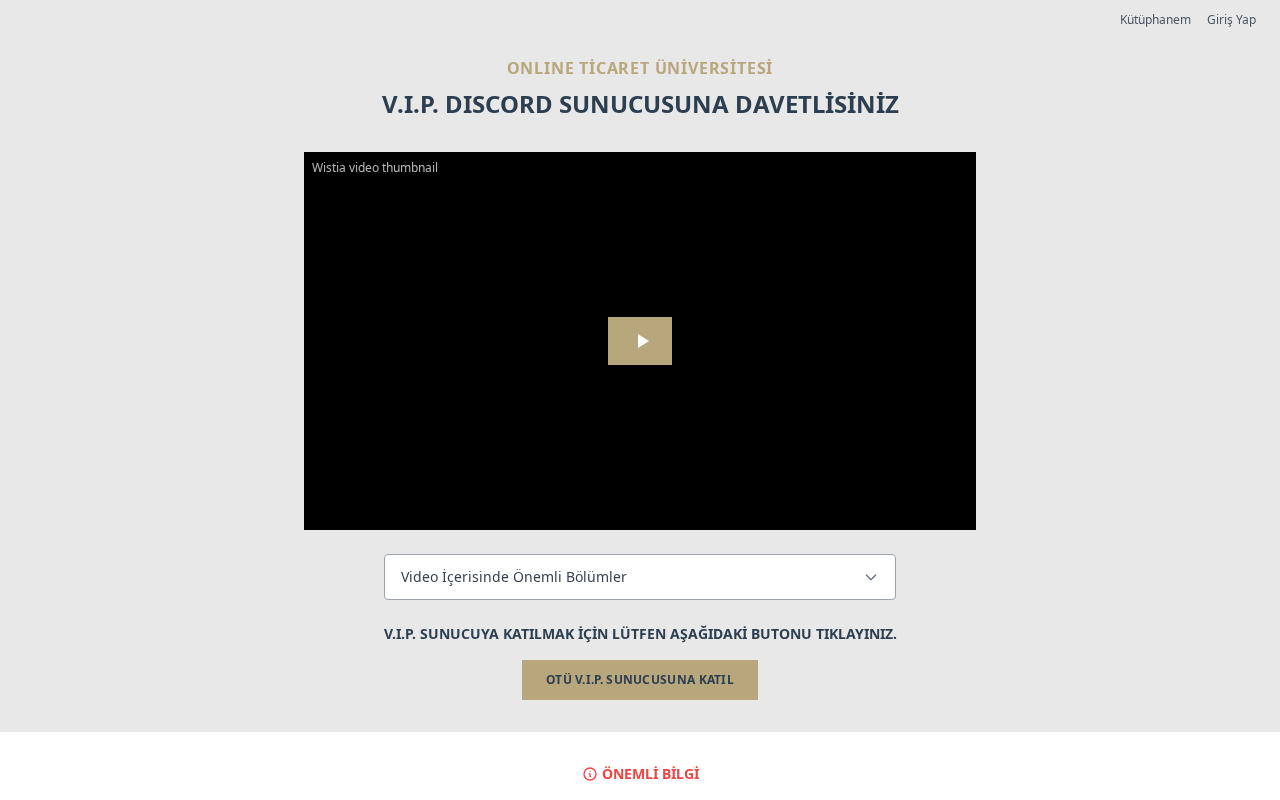 Kütüphanem Giriş Yap
ONLINE TİCARET ÜNİVERSİTESİ
V.I.P. DISCORD SUNUCUSUNA DAVETLİSİNİZ
Wistia video thumbnail
Video İçerisinde Önemli Bölümler
V.I.P. SUNUCUYA KATILMAK İÇİN LÜTFEN AŞAĞIDAKİ BUTONU TIKLAYINIZ.
OTÜ V.I.P. SUNUCUSUNA KATIL
ÖNEMLİ BİLGİ